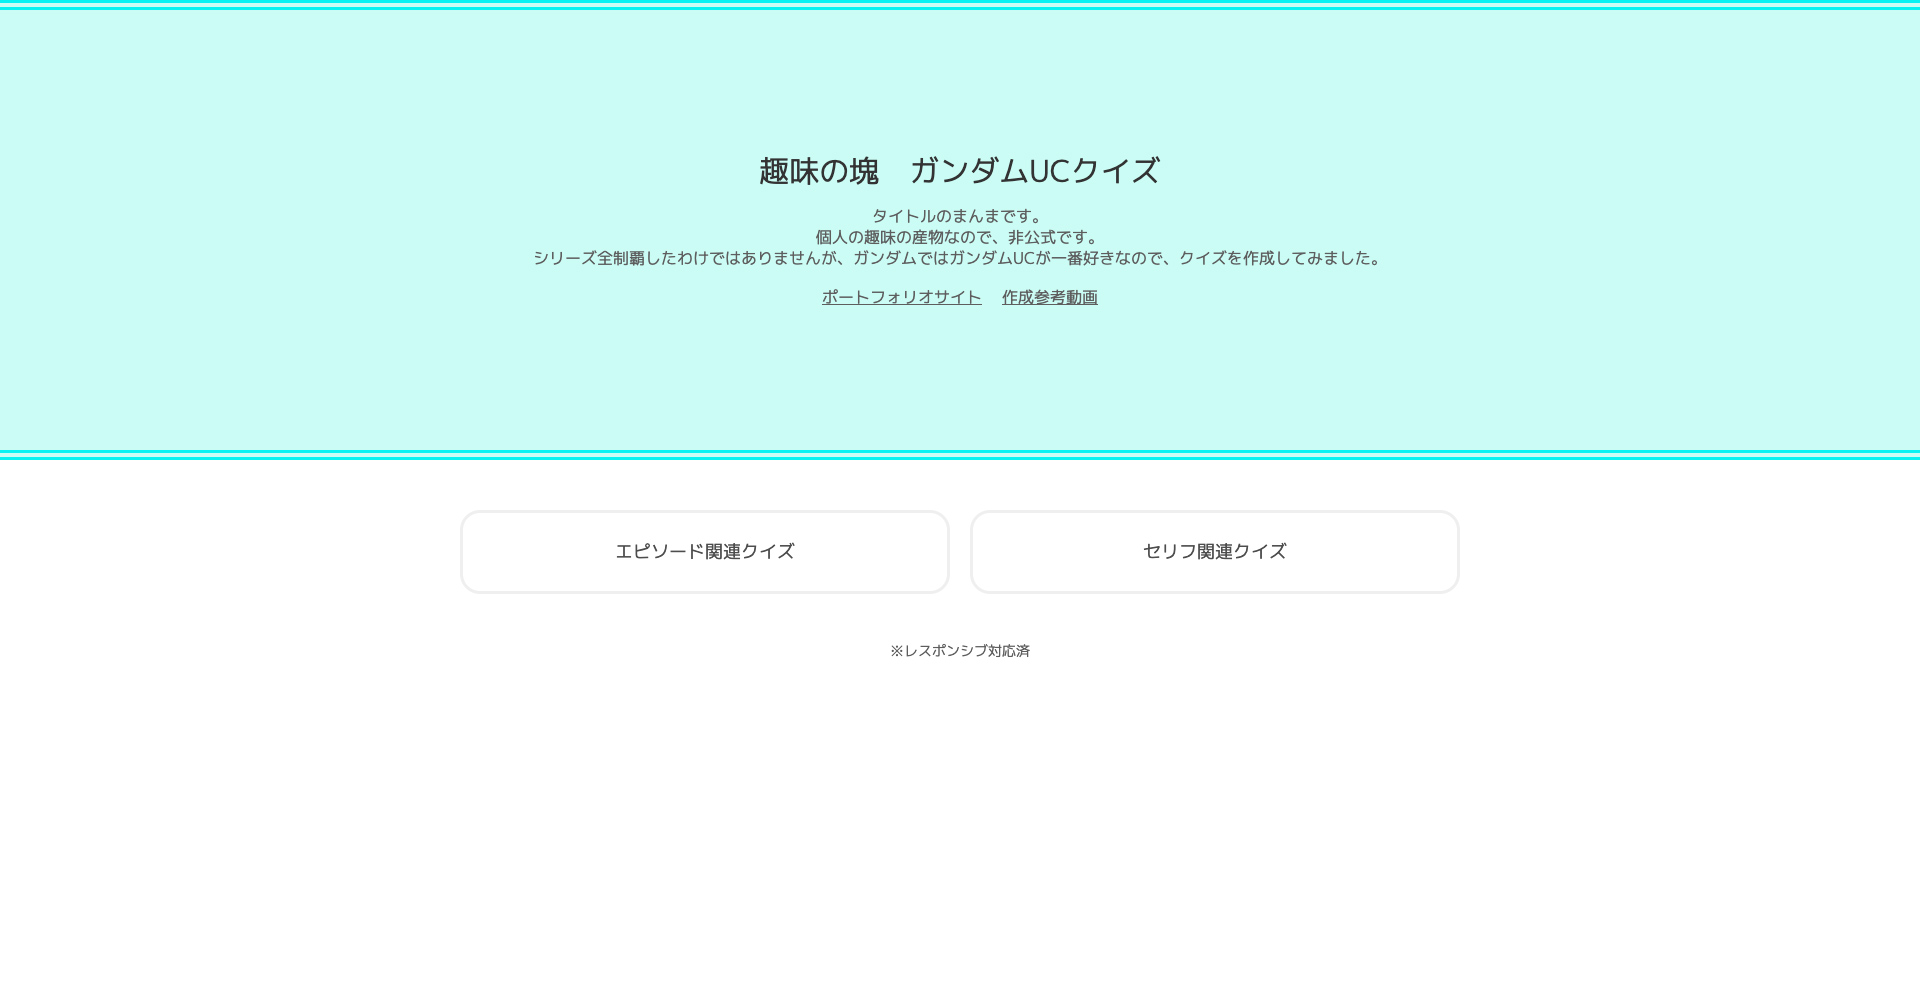 趣味の塊　ガンダムUCクイズ
タイトルのまんまです。
個人の趣味の産物なので、非公式です。
シリーズ全制覇したわけではありませんが、ガンダムではガンダムUCが一番好きなので、クイズを作成してみました。
ポートフォリオサイト　作成参考動画
エピソード関連クイズ　セリフ関連クイズ
※レスポンシブ対応済